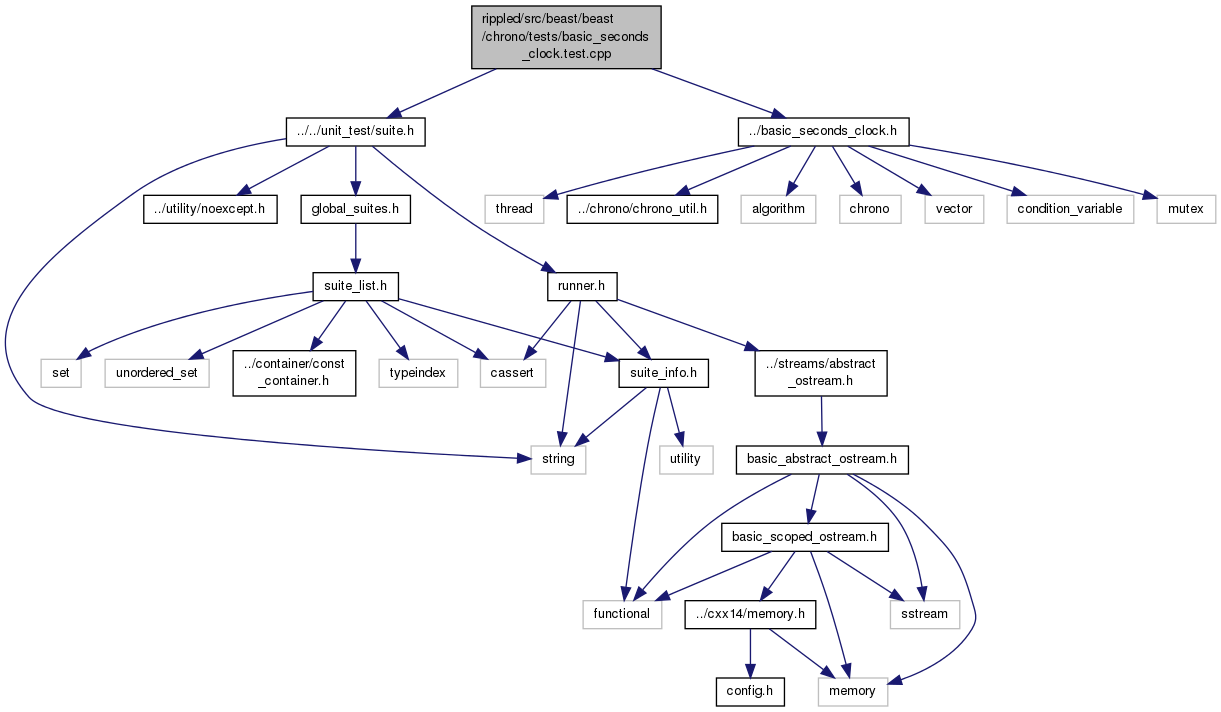 rippled/src/beast/beast
/chrono/tests/basic_seconds
_clock.test.cpp
../../unit_test/suite.h
../basic_seconds_clock.h
../utility/noexcept.h
global_suites.h
thread
../chrono/chrono_util.h
algorithm
chrono
vector
condition_variable
mutex
suite_list.h
runner.h
set
unordered_set
../container/const
_container.h
typeindex
cassert
suite_info.h
../streams/abstract
_ostream.h
string
utility
basic_abstract_ostream.h
basic_scoped_ostream.h
functional
../cxx14/memory.h
sstream
config.h
memory